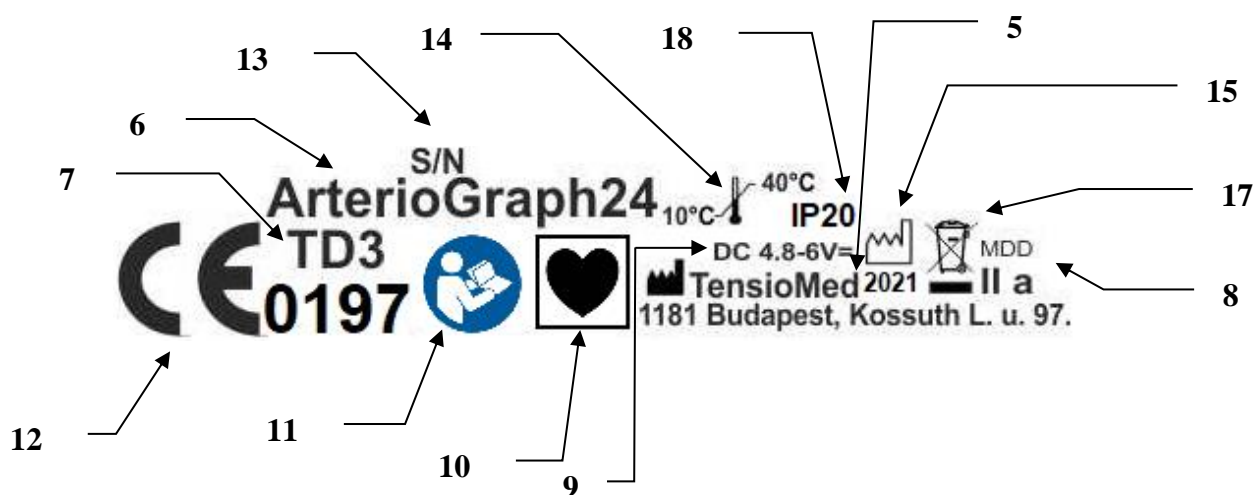 14
18
5
13
15
6
S/N
7
ArterioGraph24
40°C
10°C
IP20
17
TD3
DC 4.8-6V=
MDD
CE
0197
TensioMed
2021
II a
8
1181 Budapest, Kossuth L. u. 97.
12
11
10
9